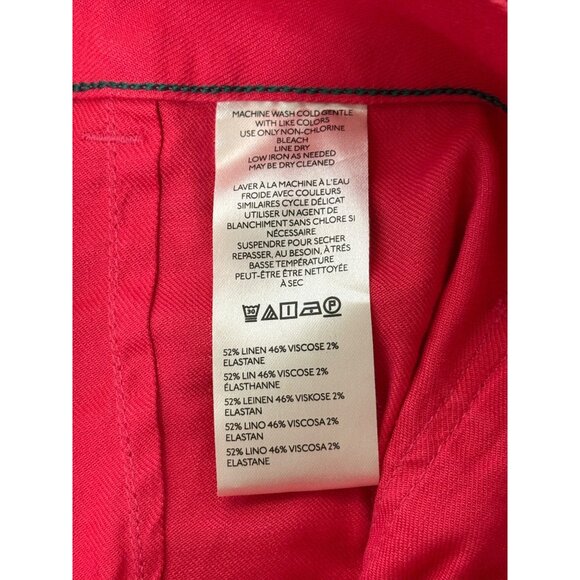 MACHINE WASH COLD GENTLE
WITH LIKE COLORS
USE ONLY NON-CHLORINE
BLEACH
LINE DRY
LOW IRON AS NEEDED
MAY BE DRY CLEANED
LAVER À LA MACHINE À L'EAU
FROIDE AVEC COULEURS
SIMILAIRES CYCLE DÉLICAT
UTILISER UN AGENT DE
BLANCHIMENT SANS CHLORE SI
NÉCESSAIRE
SUSPENDRE POUR SECHER
REPASSER, AU BESOIN, À TRÉS
BASSE TEMPÉRATURE
PEUT-ÊTRE ÊTRE NETTOYÉE
À SEC
30 P
52% LINEN 46% VISCOSE 2%
ELASTANE
52% LIN 46% VISCOSE 2%
ÉLASTHANNE
52% LEINEN 46% VISKOSE 2%
ELASTAN
52% LINO 46% VISCOSA 2%
ELASTAN
52% LINO 46% VISCOSA 2%
ELASTANE